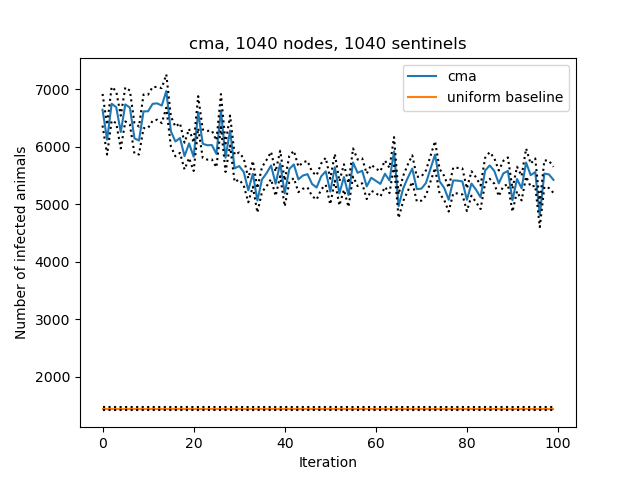 cma, 1040 nodes, 1040 sentinels
cma
uniform baseline
7000
6000
5000
4000
3000
2000
Number of infected animals
0 20 40 60 80 100
Iteration